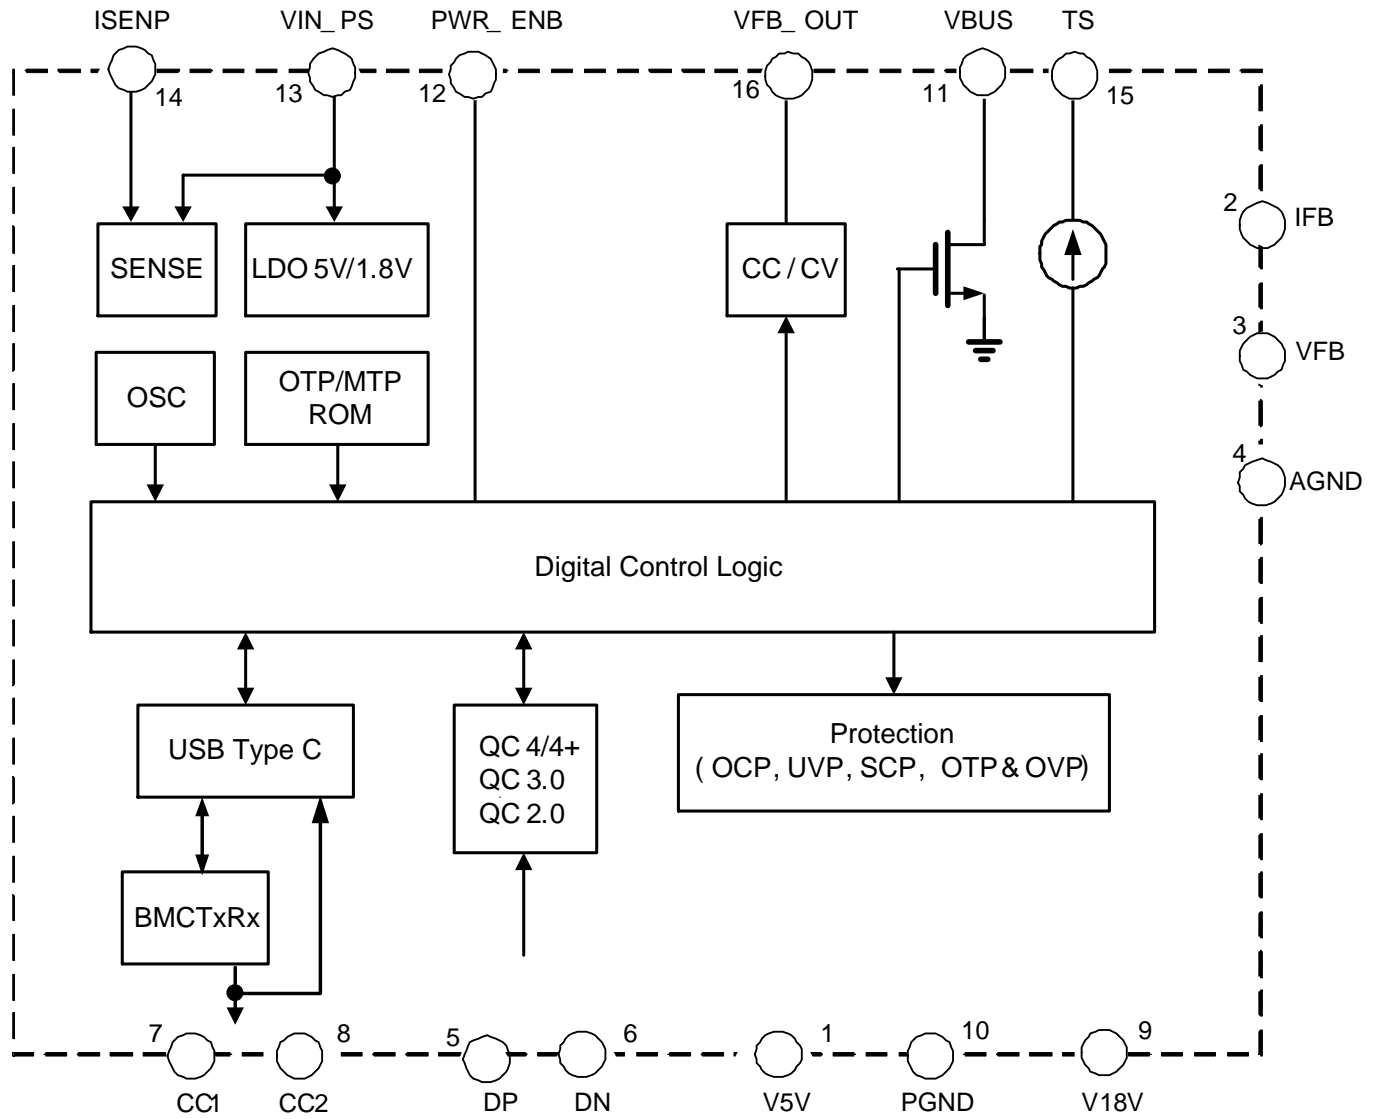 ISENP VIN_ PS PWR_ ENB VFB_ OUT VBUS TS
14 13 12 16 11 15
2 IFB
SENSE LDO 5V/1.8V CC / CV
3 VFB
OSC
OTP/MTP
ROM
4 AGND
Digital Control Logic
USB Type C
QC 4/4+
QC 3.0
QC 2.0
Protection
( OCP, UVP, SCP, OTP & OVP)
BMCTxRx
7 8 5 6 1 10 9
CC1 CC2 DP DN V5V PGND V18V